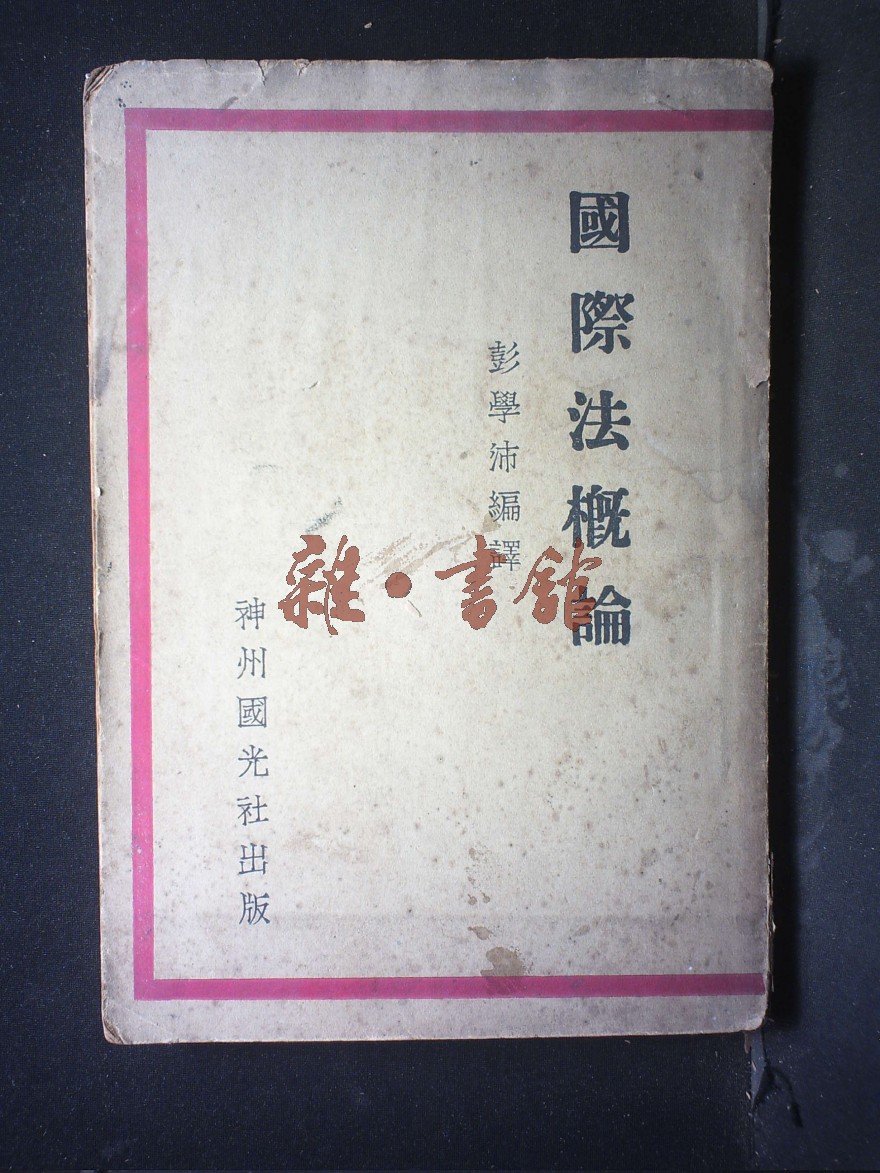 國際法概論
彭學沛編譯
神州國光社出版
雜·書館